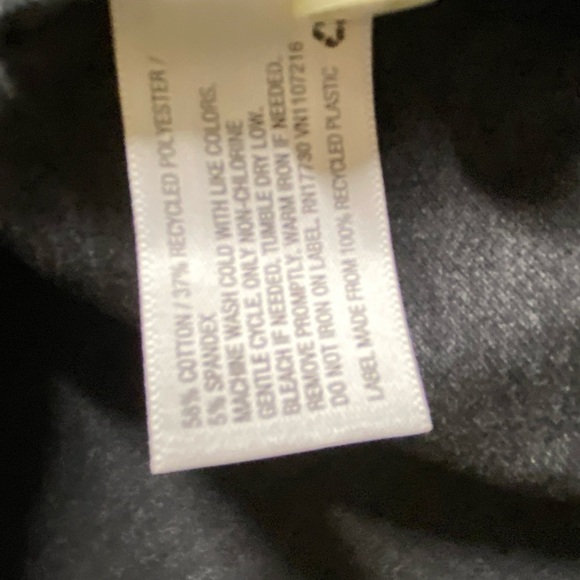 58% COTTON / 37% RECYCLED POLYESTER /
5% SPANDEX
MACHINE WASH COLD WITH LIKE COLORS.
GENTLE CYCLE. ONLY NON-CHLORINE
BLEACH IF NEEDED. TUMBLE DRY LOW.
REMOVE PROMPTLY. WARM IRON IF NEEDED.
DO NOT IRON ON LABEL. RN17730 VN1107216
LABEL MADE FROM 100% RECYCLED PLASTIC